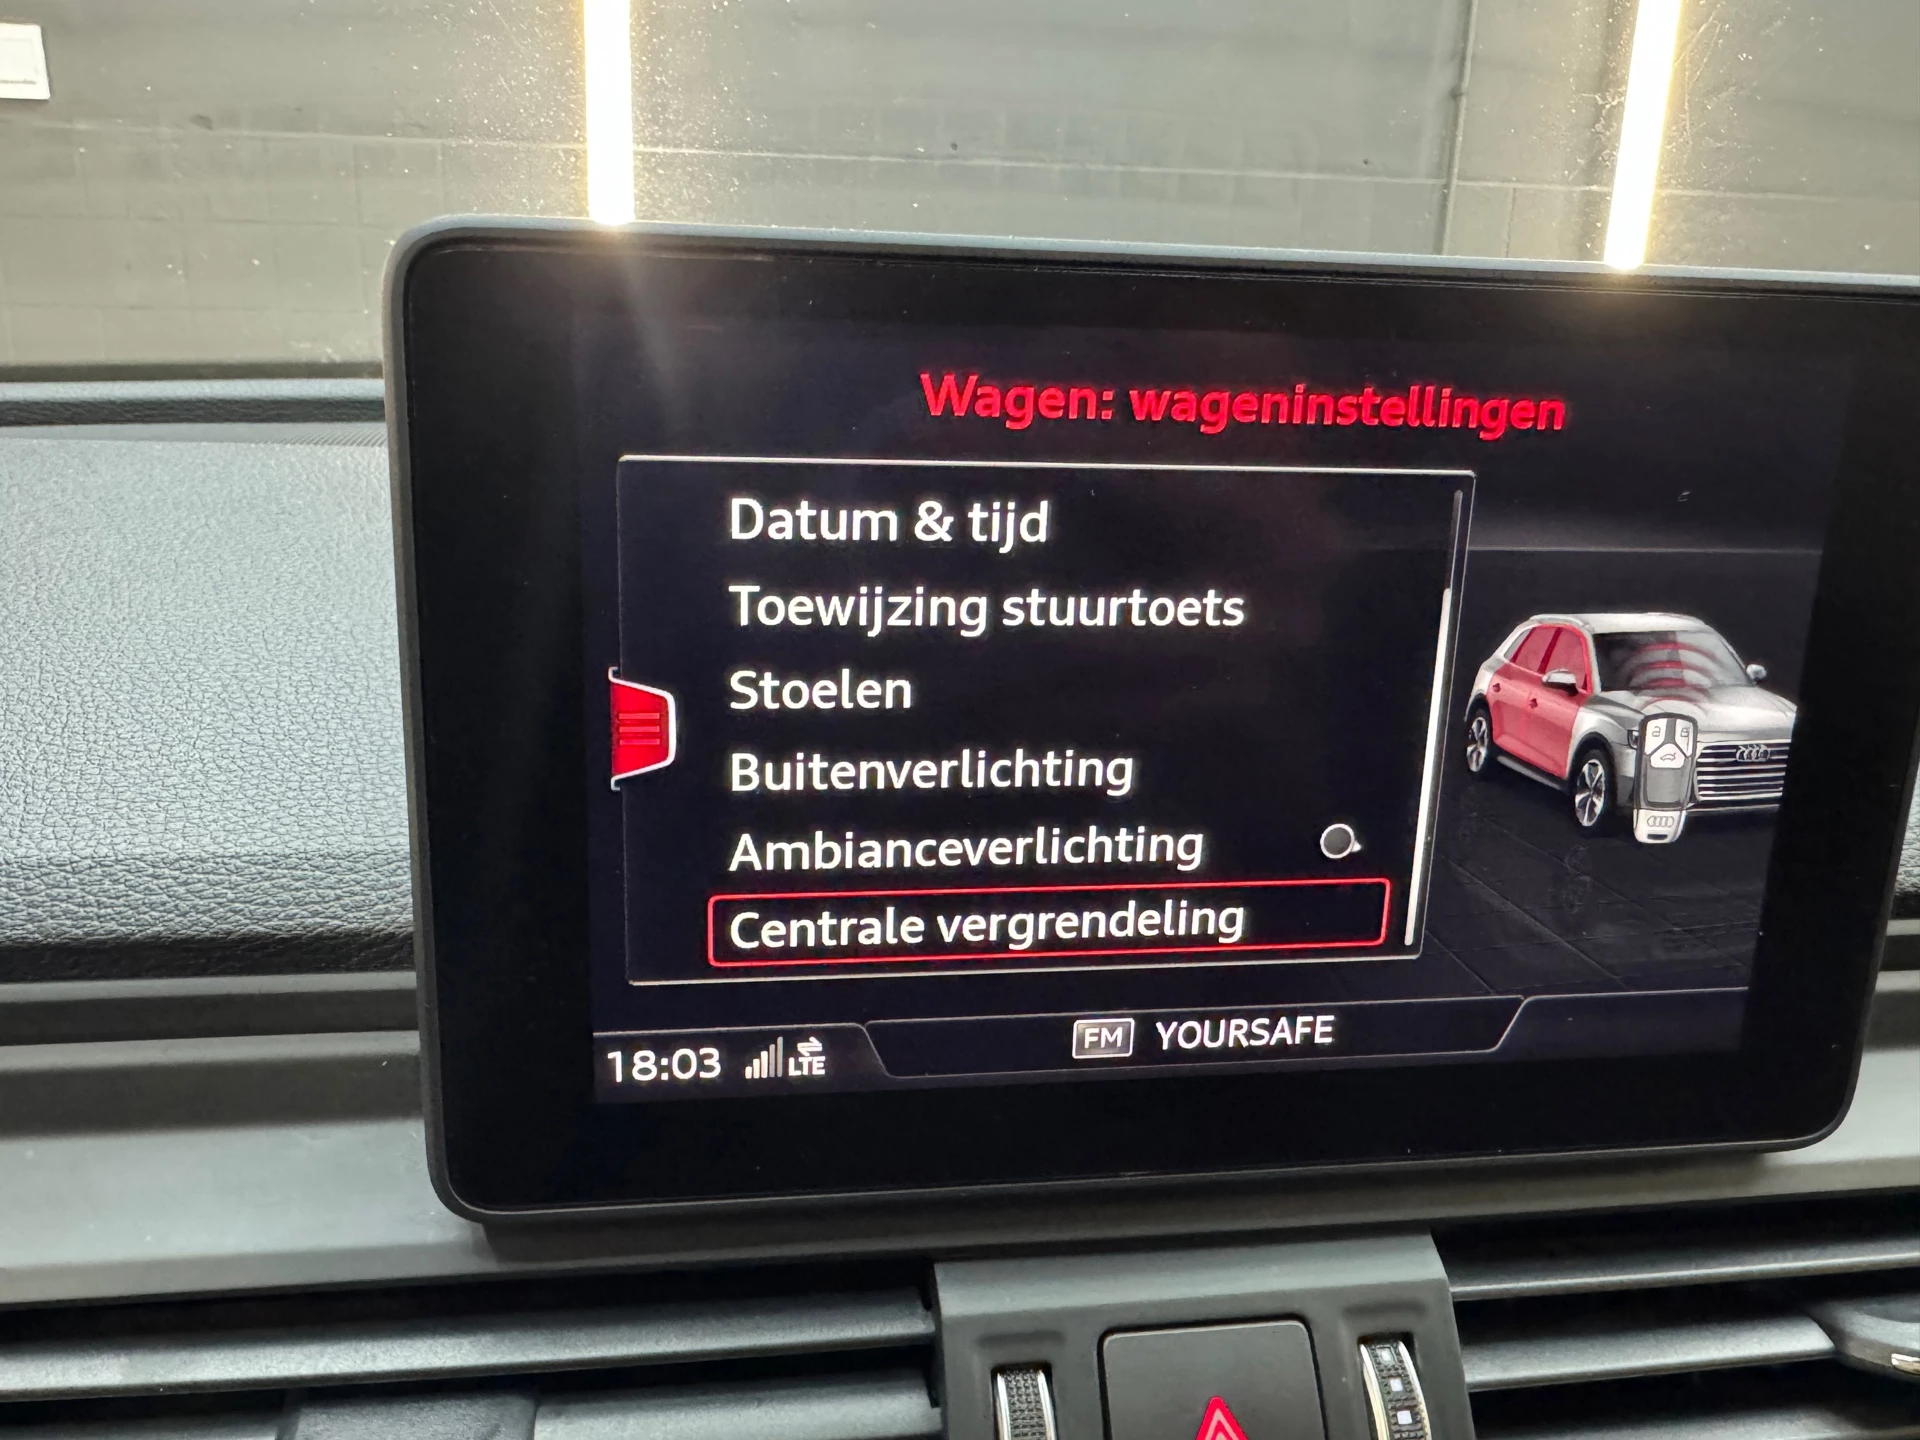 Wagen: wageninstellingen
Datum & tijd
Toewijzing stuurtoets
Stoelen
Buitenverlichting
Ambianceverlichting
Centrale vergrendeling
18:03 LTE
FM YOURSAFE